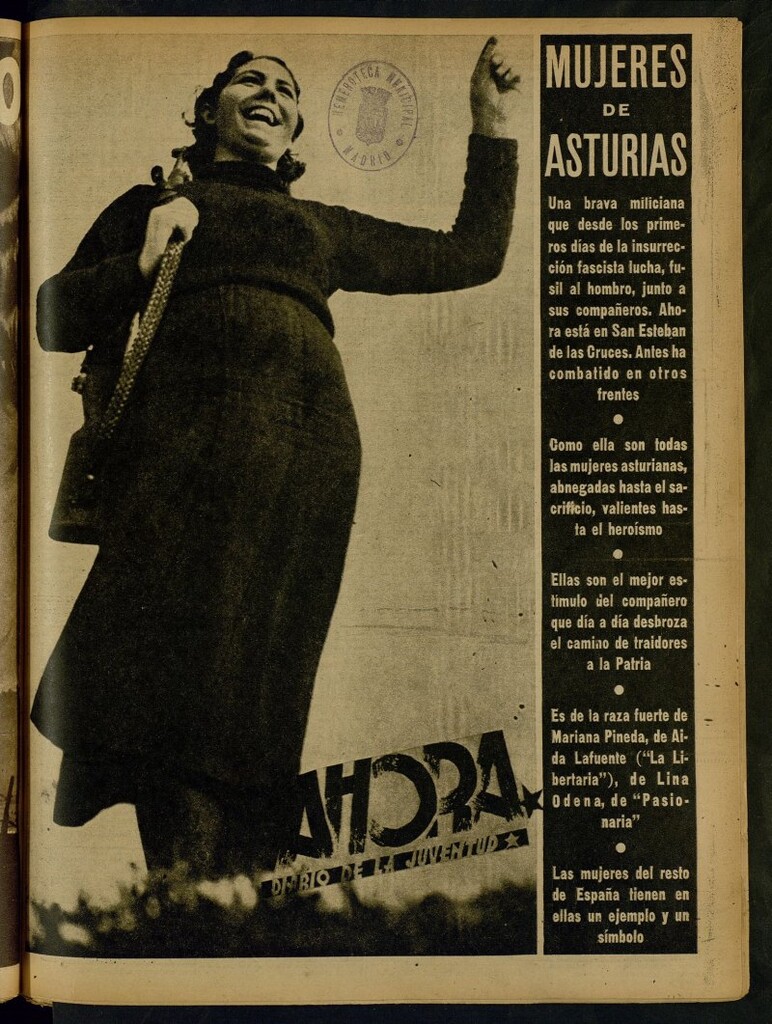 HEMEROTECA MUNICIPAL
MADRID
MUJERES
DE
ASTURIAS
Una brava miliciana
que desde los prime-
ros días de la insurrec-
ción fascista lucha, fu-
sil al hombro, junto a
sus compañeros. Aho-
ra está en San Esteban
de las Cruces. Antes ha
combatido en otros
frentes
Como ella son todas
las mujeres asturianas,
abnegadas hasta el sa-
crificio, valientes has-
ta el heroísmo
Ellas son el mejor es-
tímulo del compañero
que día a día desbroza
el camino de traidores
a la Patria
Es de la raza fuerte de
Mariana Pineda, de Ai-
da Lafuente ("La Li-
bertaria"), de Lina
Odena, de "Pasio-
naria"
Las mujeres del resto
de España tienen en
ellas un ejemplo y un
símbolo
AHORA
DIARIO DE LA JUVENTUD